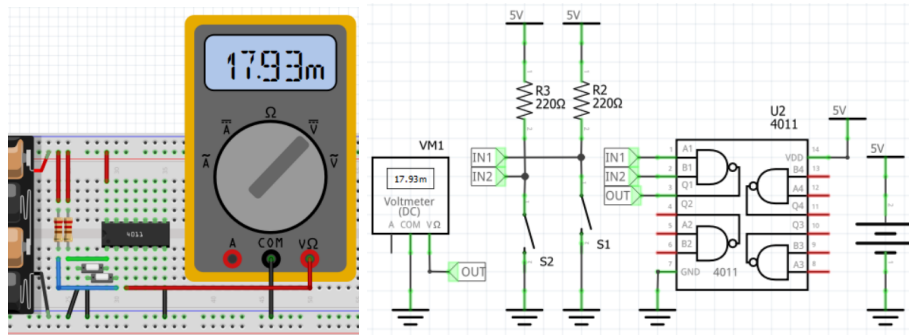 17.93m
Ω
A
V
A
V
A
COM
VΩ
4011
5V
5V
R3
220Ω
R2
220Ω
VM1
17.93m
Voltmeter
(DC)
A COM VΩ
OUT
IN1
IN2
S2
S1
IN1
IN2
OUT
U2
4011
5V
5V
1
2
3
4
5
6
7
A1
B1
Q1
Q2
A2
B2
GND
4011
VDD
B4
A4
Q4
Q3
B3
A3
14
13
12
11
10
9
8